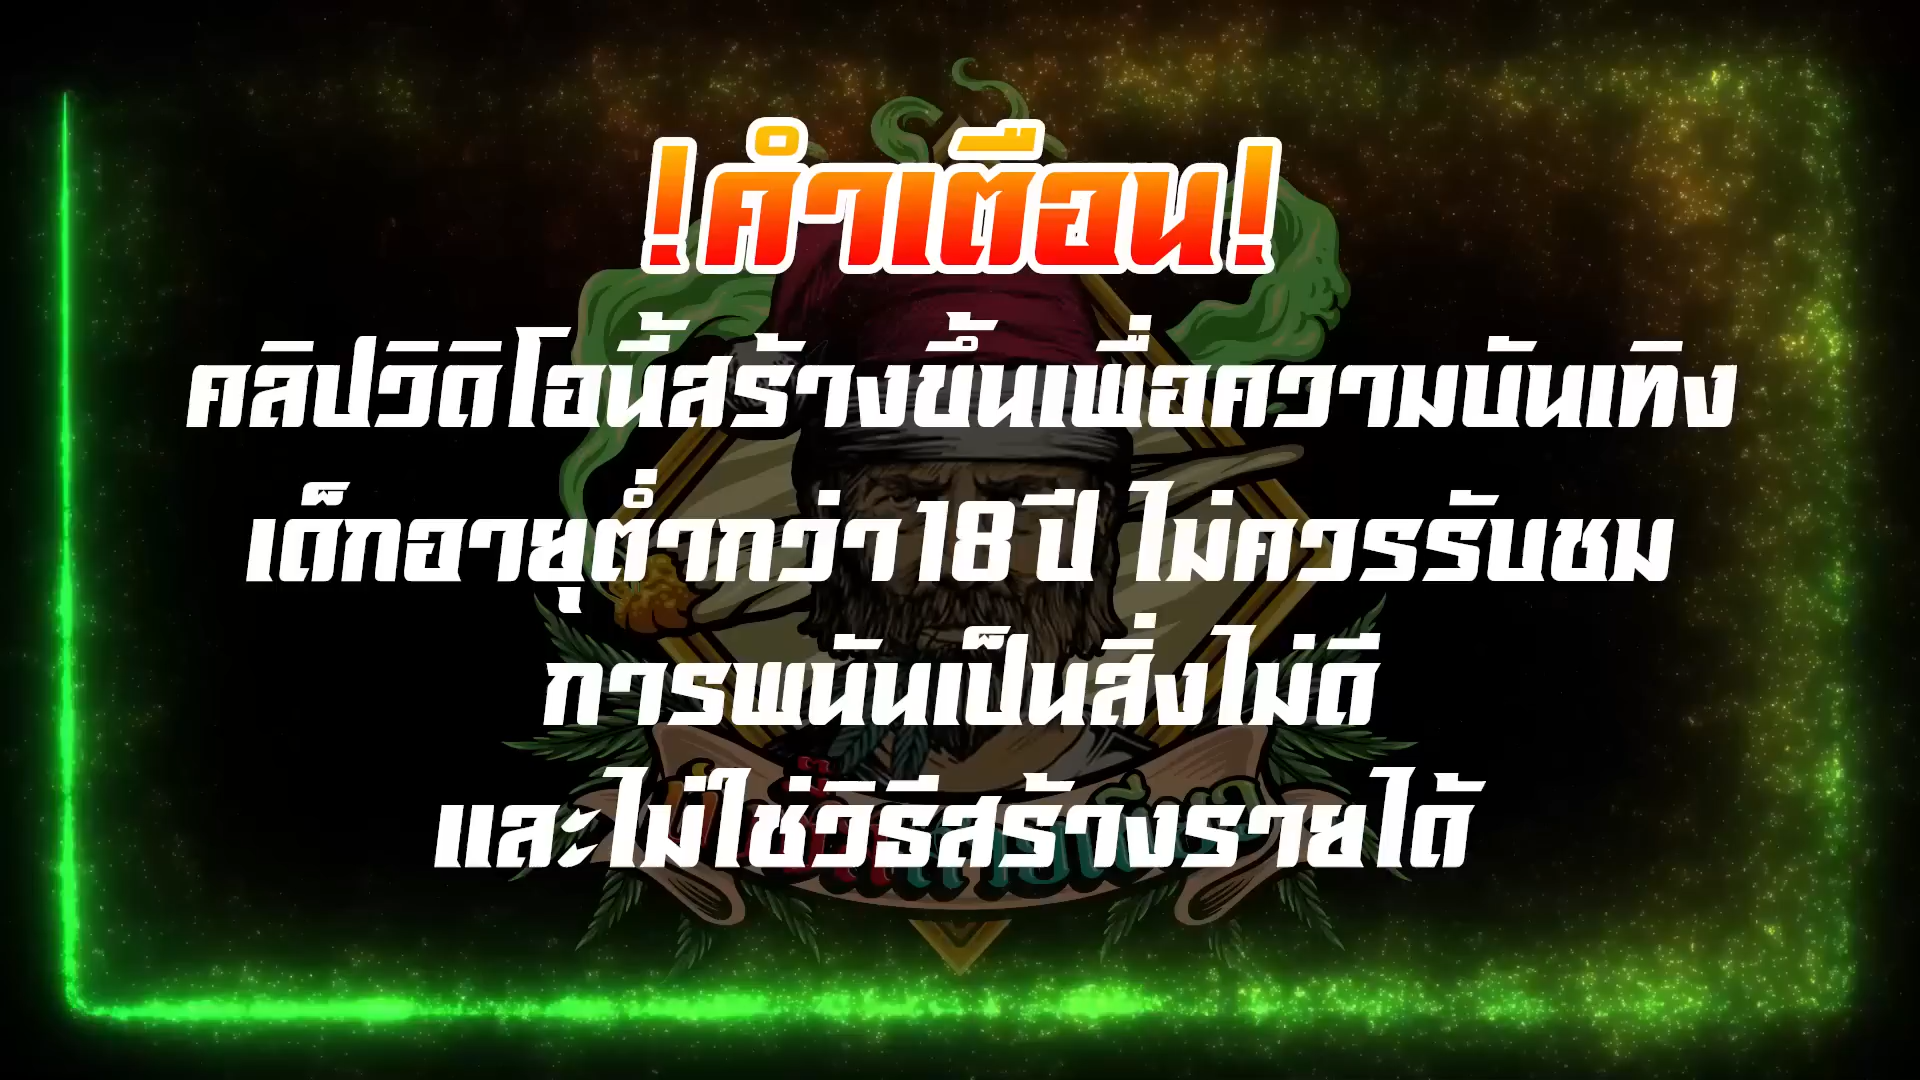 !คำเตือน!
คลิปวิดิโอนี้สร้างขึ้นเพื่อความบันเทิง
เด็กอายุต่ำกว่า 18 ปี ไม่ควรรับชม
การพนันเป็นสิ่งไม่ดี
และไม่ใช่วิธีสร้างรายได้